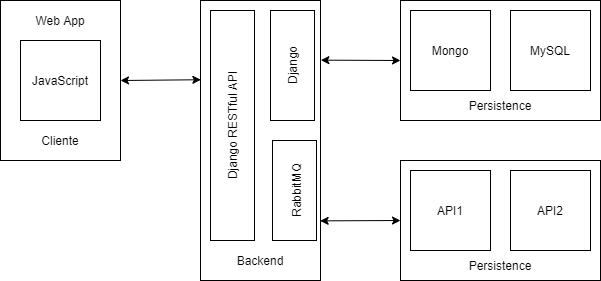 Web App
JavaScript
Cliente
Django RESTful API
Django
RabbitMQ
Backend
Mongo
MySQL
Persistence
API1
API2
Persistence